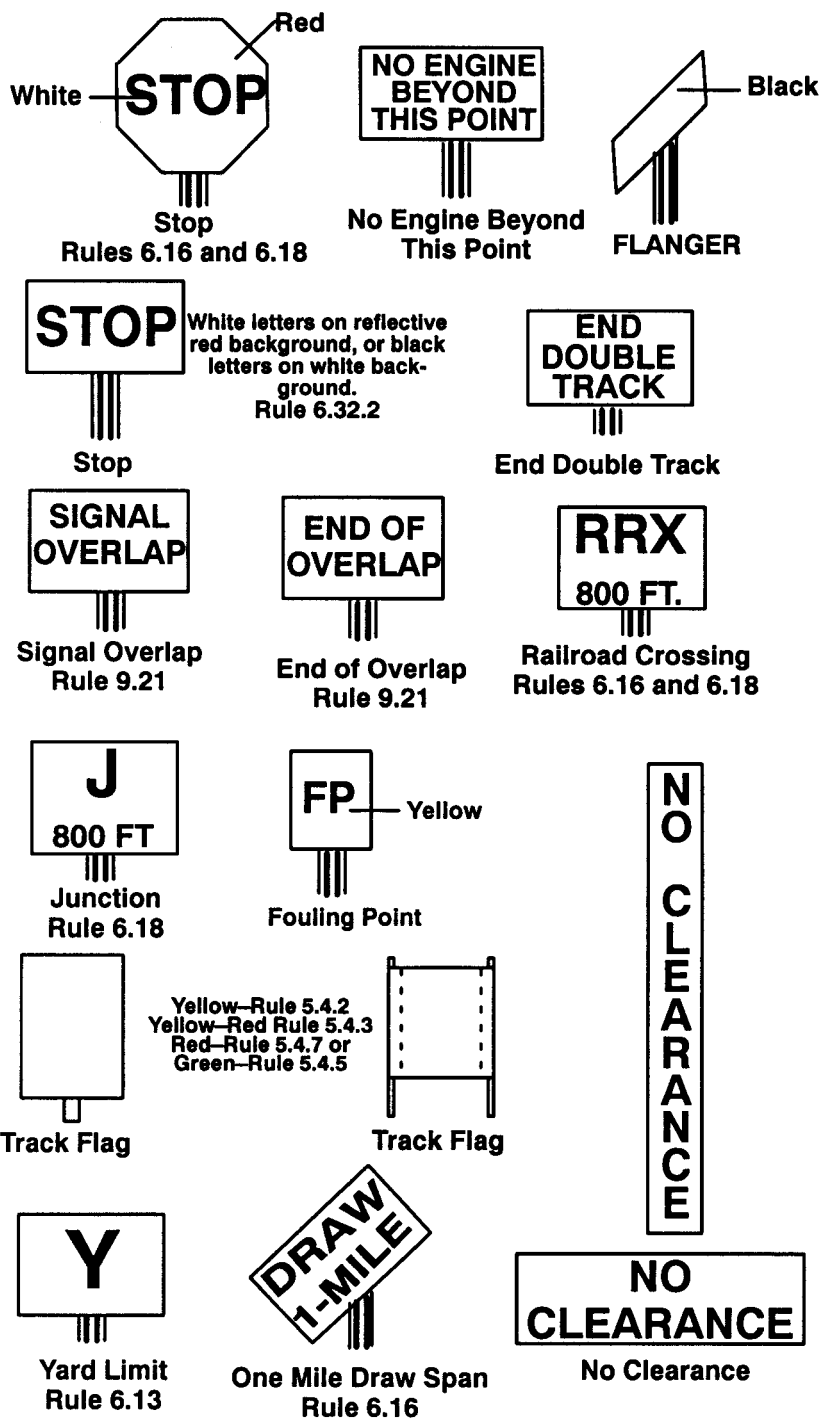 Red
White
STOP
Stop
Rules 6.16 and 6.18
NO ENGINE
BEYOND
THIS POINT
No Engine Beyond
This Point
Black
FLANGER
STOP
White letters on reflective
red background, or black
letters on white back-
ground.
Rule 6.32.2
Stop
END
DOUBLE
TRACK
End Double Track
SIGNAL
OVERLAP
Signal Overlap
Rule 9.21
END OF
OVERLAP
End of Overlap
Rule 9.21
RRX
800 FT.
Railroad Crossing
Rules 6.16 and 6.18
J
800 FT
Junction
Rule 6.18
FP
Yellow
Fouling Point
NO CLEARANCE
Track Flag
Yellow–Rule 5.4.2
Yellow–Red Rule 5.4.3
Red–Rule 5.4.7 or
Green–Rule 5.4.5
Track Flag
Y
Yard Limit
Rule 6.13
DRAW
1-MILE
One Mile Draw Span
Rule 6.16
NO
CLEARANCE
No Clearance